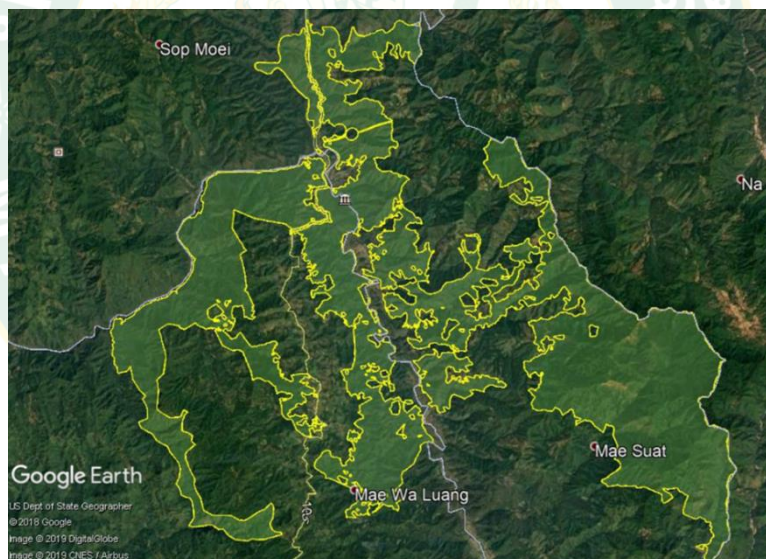 Sop Moei
Na
105
Mae Suat
Mae Wa Luang
Google Earth
US Dept of State Geographer
© 2018 Google
Image © 2019 DigitalGlobe
Image © 2019 CNES / Airbus